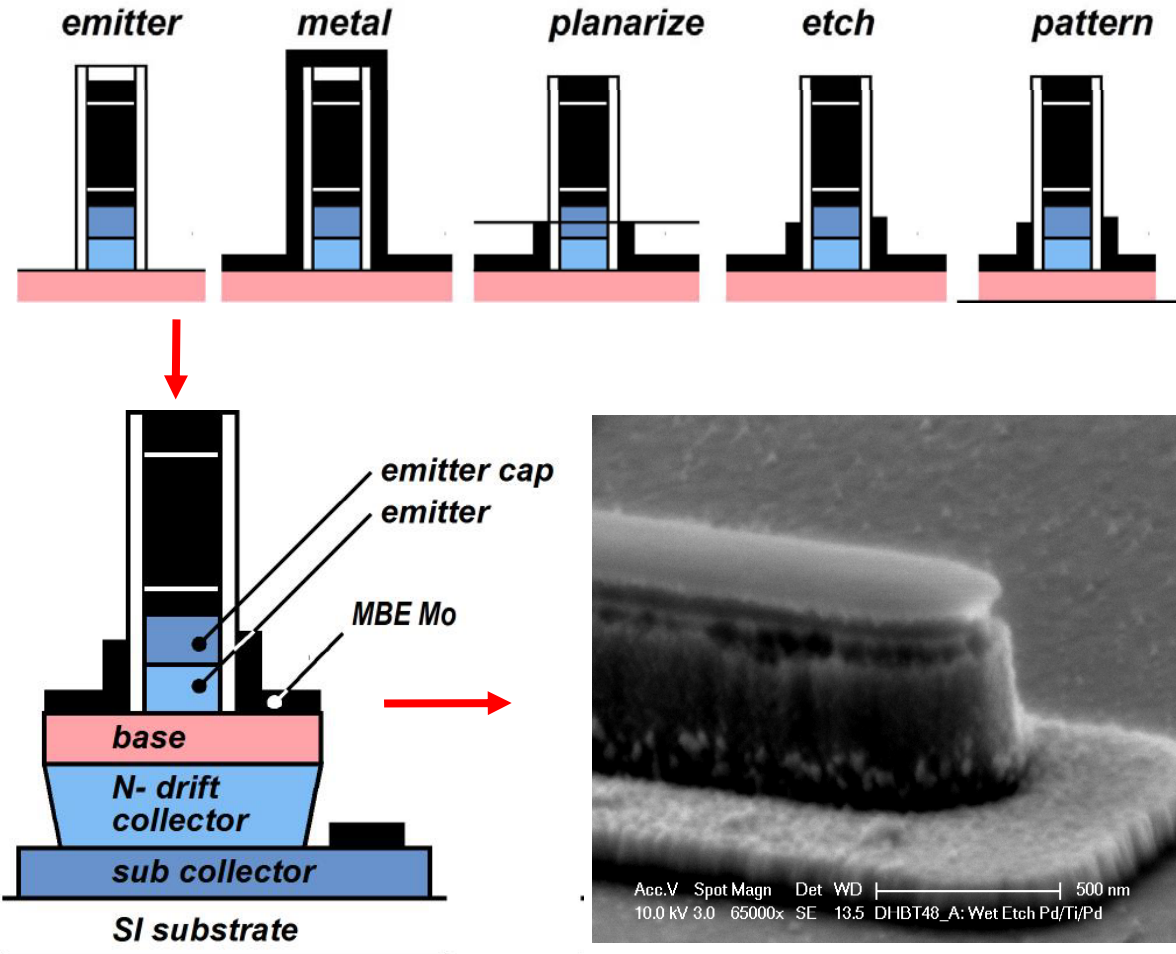 emitter
metal
planarize
etch
pattern
emitter cap
emitter
MBE Mo
base
N- drift
collector
sub collector
SI substrate
Acc.V Spot Magn Det WD 500 nm
10.0 kV 3.0 65000x SE 13.5 DHBT48_A: Wet Etch Pd/Ti/Pd